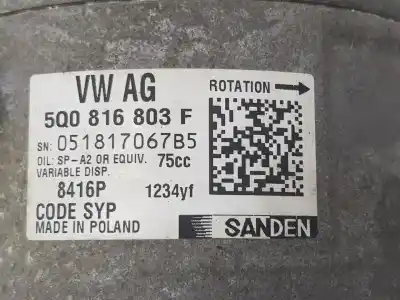 VW AG
ROTATION
5Q0 816 803 F
SN: 051817067B5
OIL: SP-A2 OR EQUIV. 75cc
VARIABLE DISP.
8416P 1234yf
CODE SYP
MADE IN POLAND
SANDEN